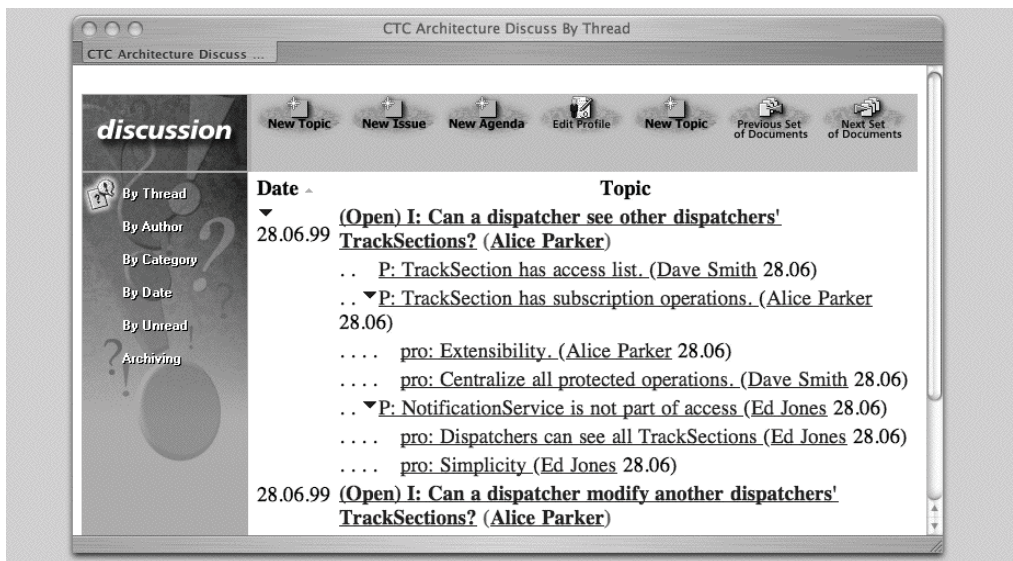 CTC Architecture Discuss By Thread
CTC Architecture Discuss ...
discussion
New Topic
New Issue
New Agenda
Edit Profile
New Topic
Previous Set
of Documents
Next Set
of Documents
By Thread
By Author
By Category
By Date
By Unread
Archiving
Date
Topic
28.06.99
(Open) I: Can a dispatcher see other dispatchers'
TrackSections? (Alice Parker)
. . P: TrackSection has access list. (Dave Smith 28.06)
. . P: TrackSection has subscription operations. (Alice Parker
28.06)
. . . . pro: Extensibility. (Alice Parker 28.06)
. . . . pro: Centralize all protected operations. (Dave Smith 28.06)
. . P: NotificationService is not part of access (Ed Jones 28.06)
. . . . pro: Dispatchers can see all TrackSections (Ed Jones 28.06)
. . . . pro: Simplicity (Ed Jones 28.06)
28.06.99 (Open) I: Can a dispatcher modify another dispatchers'
TrackSections? (Alice Parker)